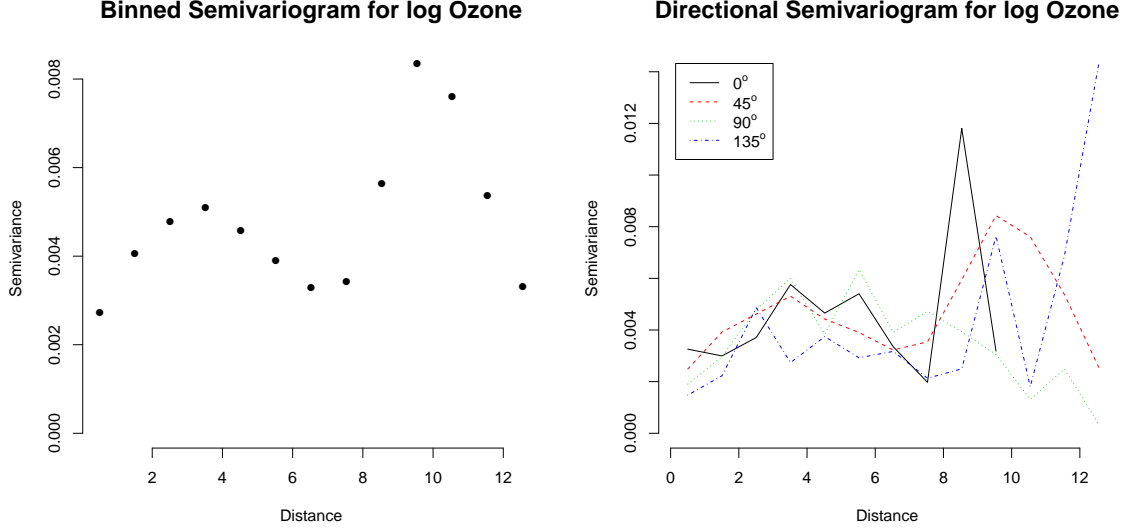 Binned Semivariogram for log Ozone
Semivariance
0.000
0.002
0.004
0.006
0.008
2 4 6 8 10 12
Distance
Directional Semivariogram for log Ozone
0°
45°
90°
135°
Semivariance
0.000
0.004
0.008
0.012
0 2 4 6 8 10 12
Distance